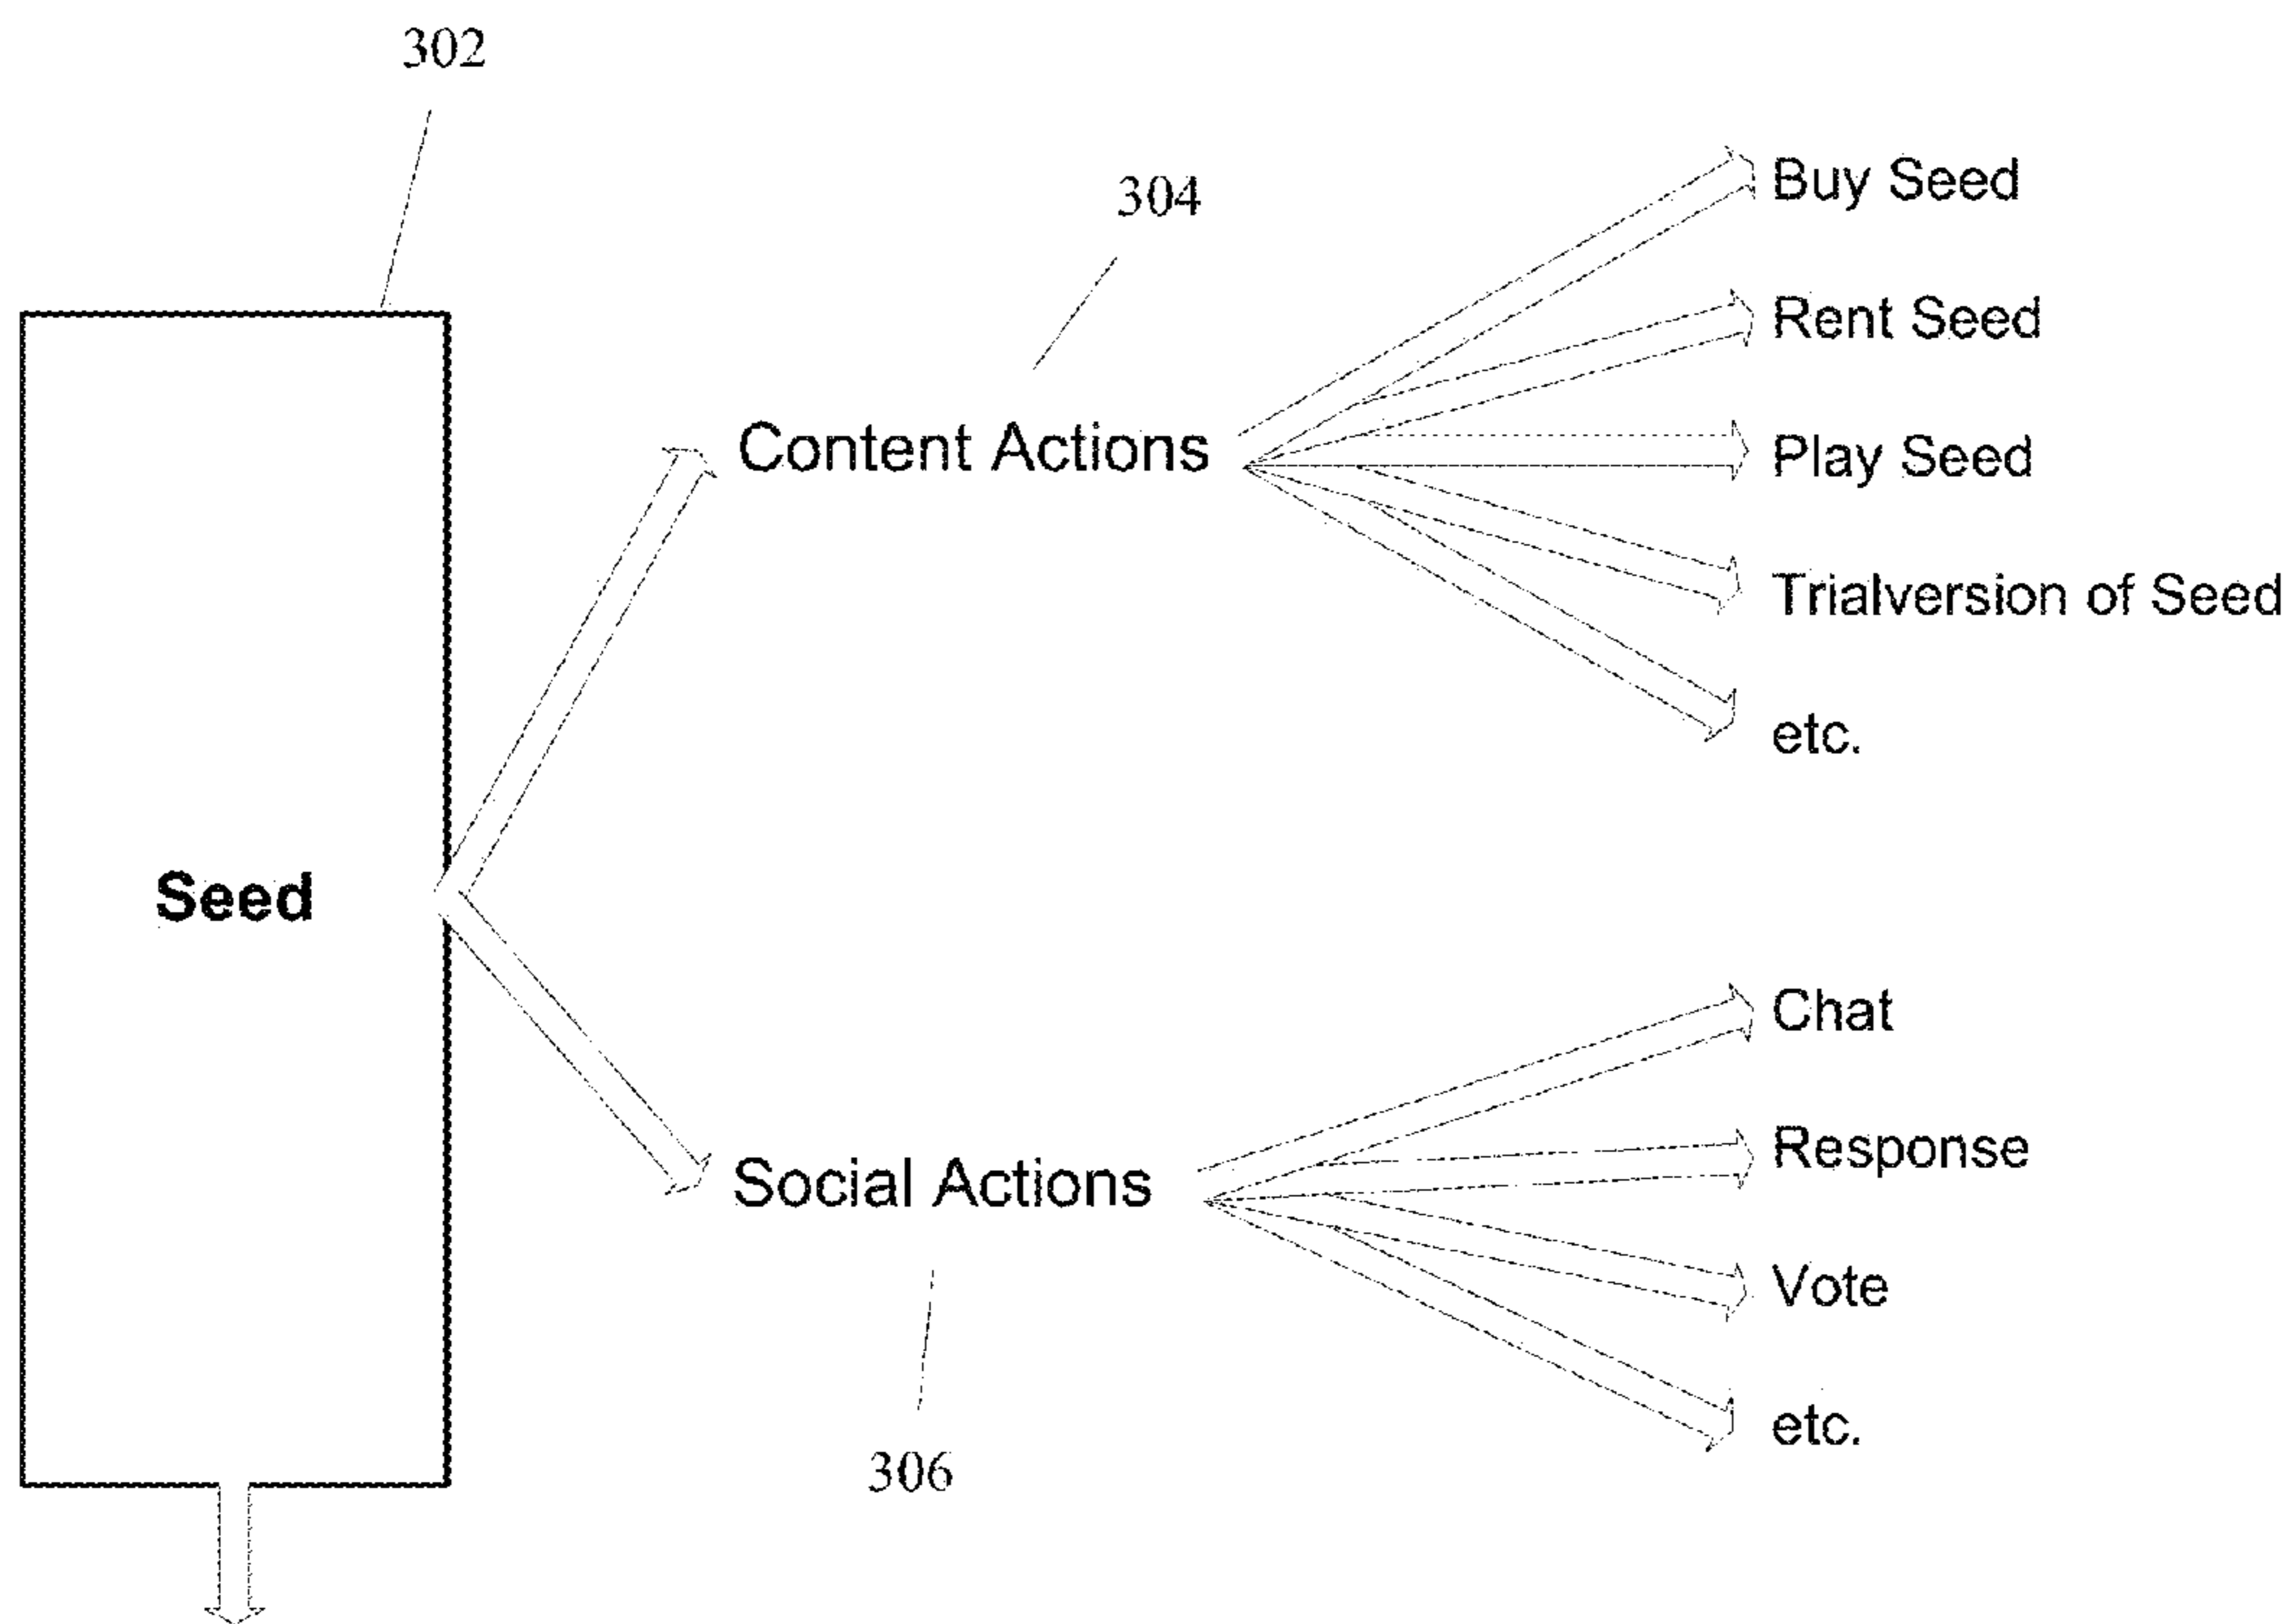 302
304
Buy Seed
Rent Seed
Content Actions
Play Seed
Trialversion of Seed
etc.
Seed
Chat
Response
Social Actions
Vote
etc.
306